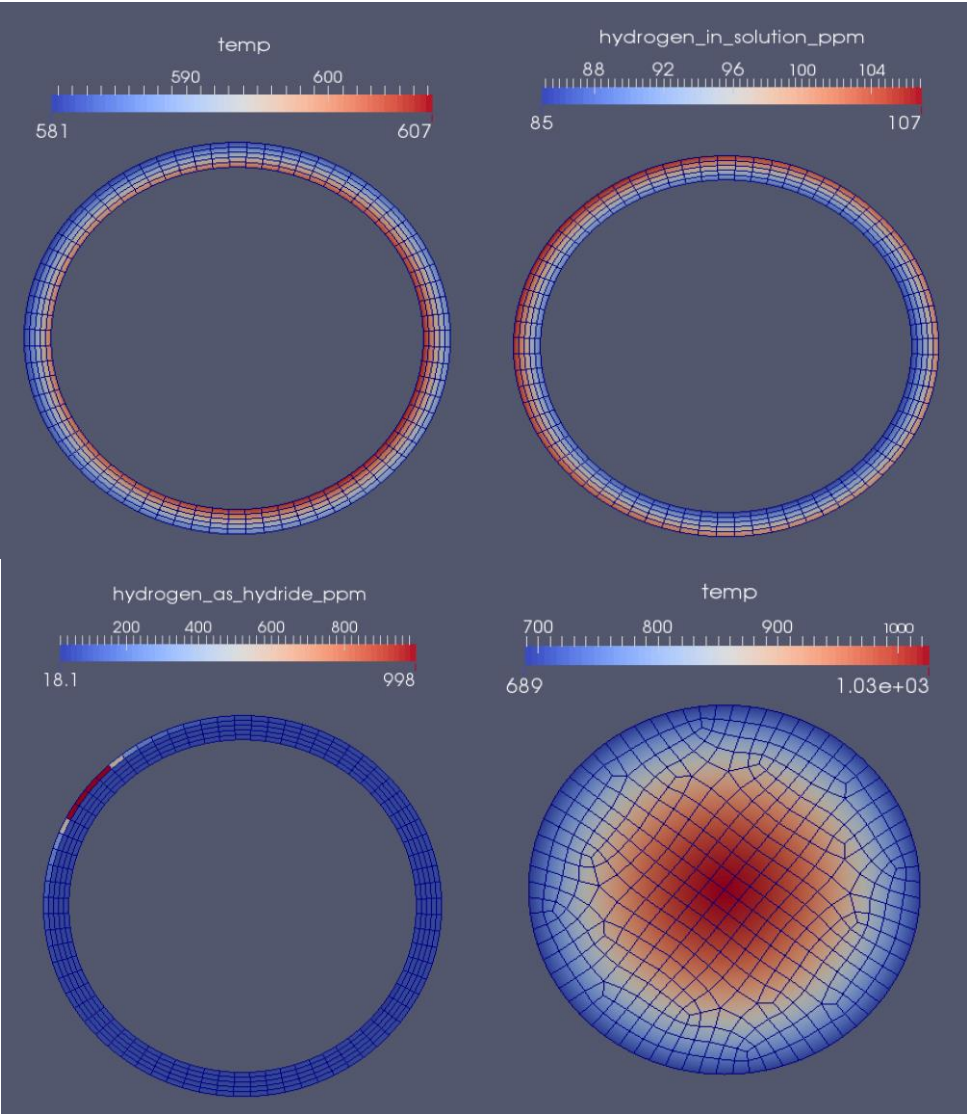 temp
590 600
581 607
hydrogen_in_solution_ppm
88 92 96 100 104
85 107
hydrogen_as_hydride_ppm
200 400 600 800
18.1 998
temp
700 800 900 1000
689 1.03e+03